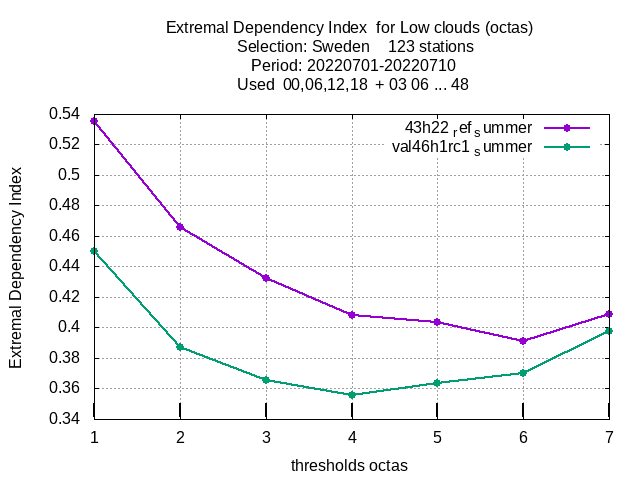 Extremal Dependency Index  for Low clouds (octas)
Selection: Sweden    123 stations
Period: 20220701-20220710
Used  00,06,12,18  + 03 06 ... 48
43h22 ref summer
val46h1rc1 summer
0.54
0.52
0.5
0.48
0.46
0.44
0.42
0.4
0.38
0.36
0.34
Extremal Dependency Index
1 2 3 4 5 6 7
thresholds octas